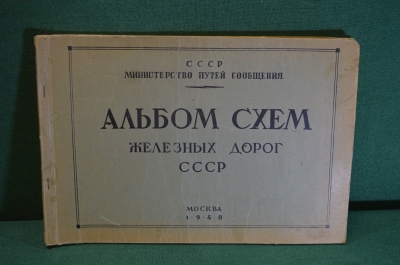 СССР
МИНИСТЕРСТВО ПУТЕЙ СООБЩЕНИЯ
АЛЬБОМ СХЕМ
ЖЕЛЕЗНЫХ ДОРОГ
СССР
МОСКВА
1948